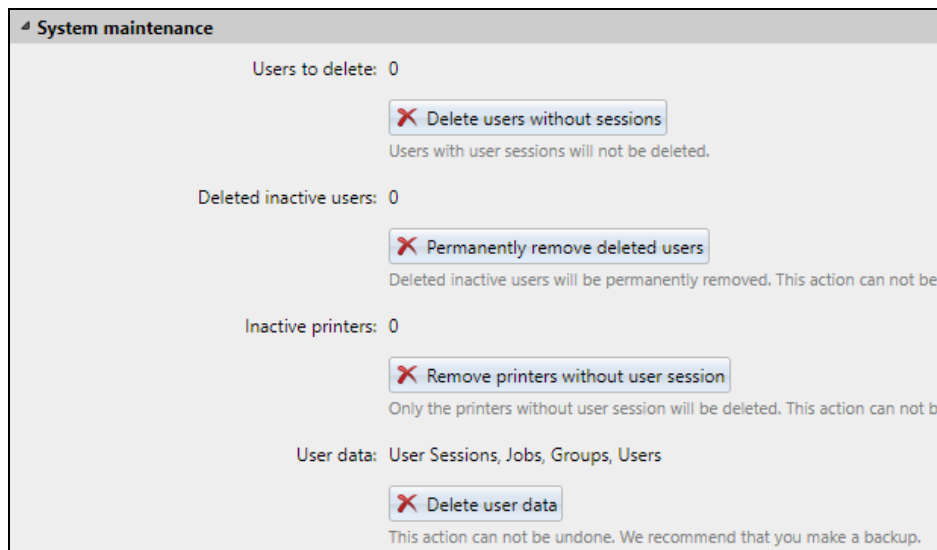 System maintenance
Users to delete: 0
Delete users without sessions
Users with user sessions will not be deleted.
Deleted inactive users: 0
Permanently remove deleted users
Deleted inactive users will be permanently removed. This action can not be
Inactive printers: 0
Remove printers without user session
Only the printers without user session will be deleted. This action can not b
User data: User Sessions, Jobs, Groups, Users
Delete user data
This action can not be undone. We recommend that you make a backup.